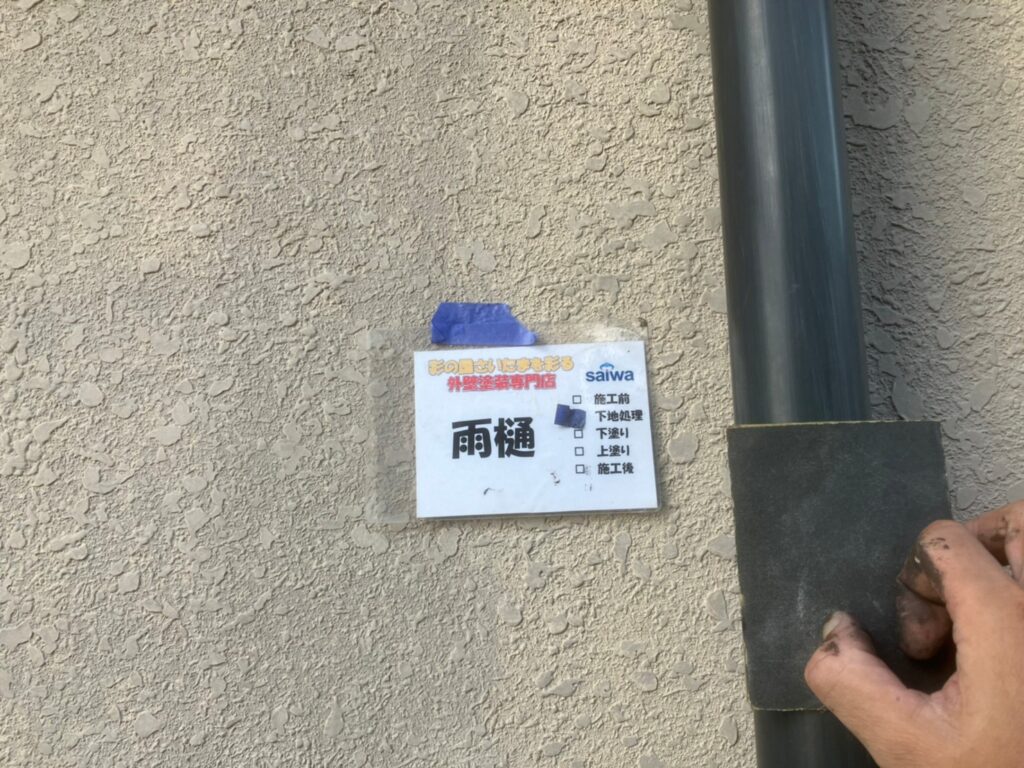 彩の国さいたまを彩る
外壁塗装専門店
saiwa
雨樋
□ 施工前
下地処理
□ 下塗り
□ 上塗り
□ 施工後